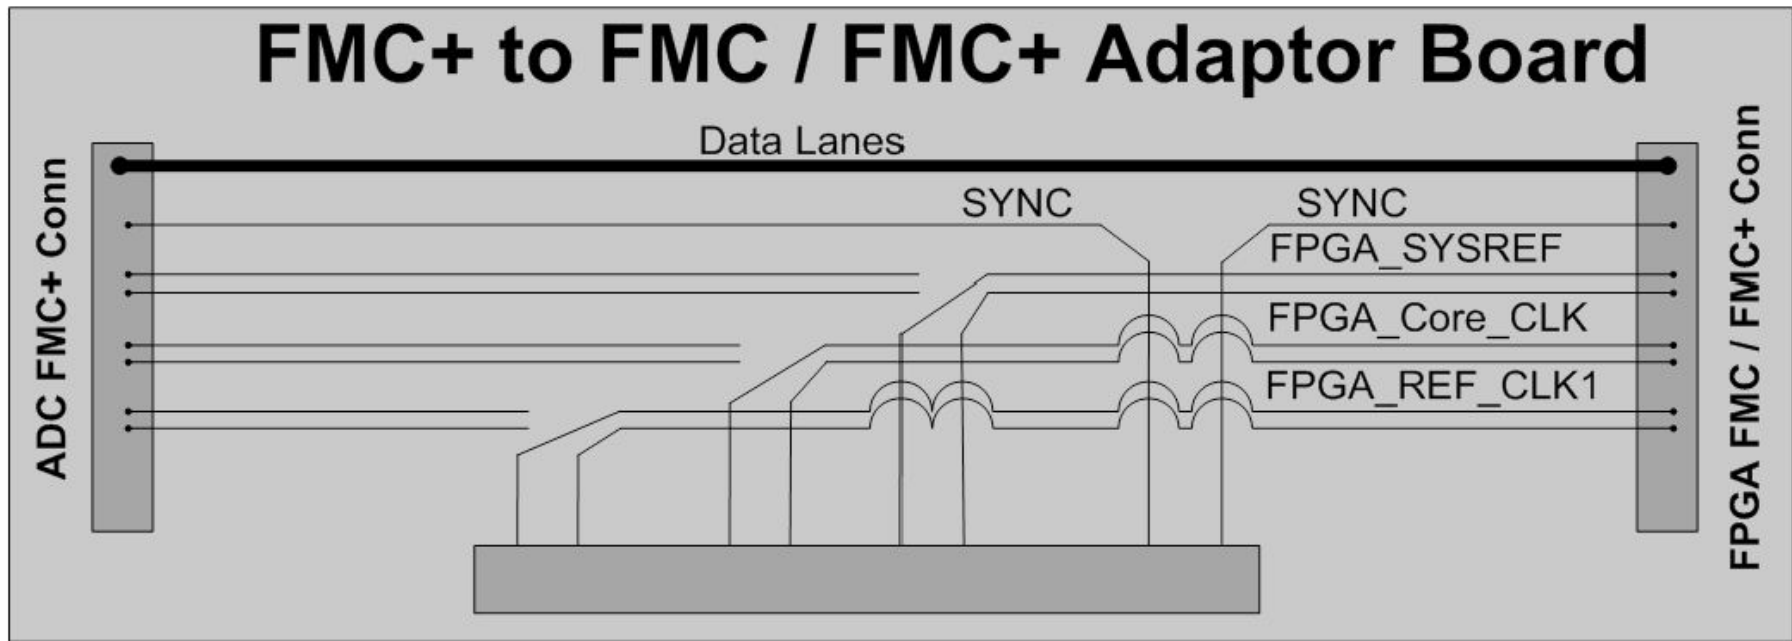 FMC+ to FMC / FMC+ Adaptor Board
ADC FMC+ Conn
Data Lanes
SYNC
SYNC
FPGA_SYSREF
FPGA_Core_CLK
FPGA_REF_CLK1
FPGA FMC / FMC+ Conn